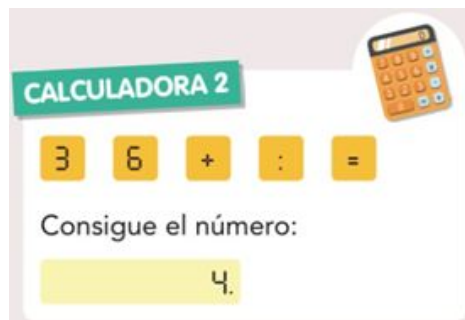 CALCULADORA 2
3 6 + : =
Consigue el número:
4.